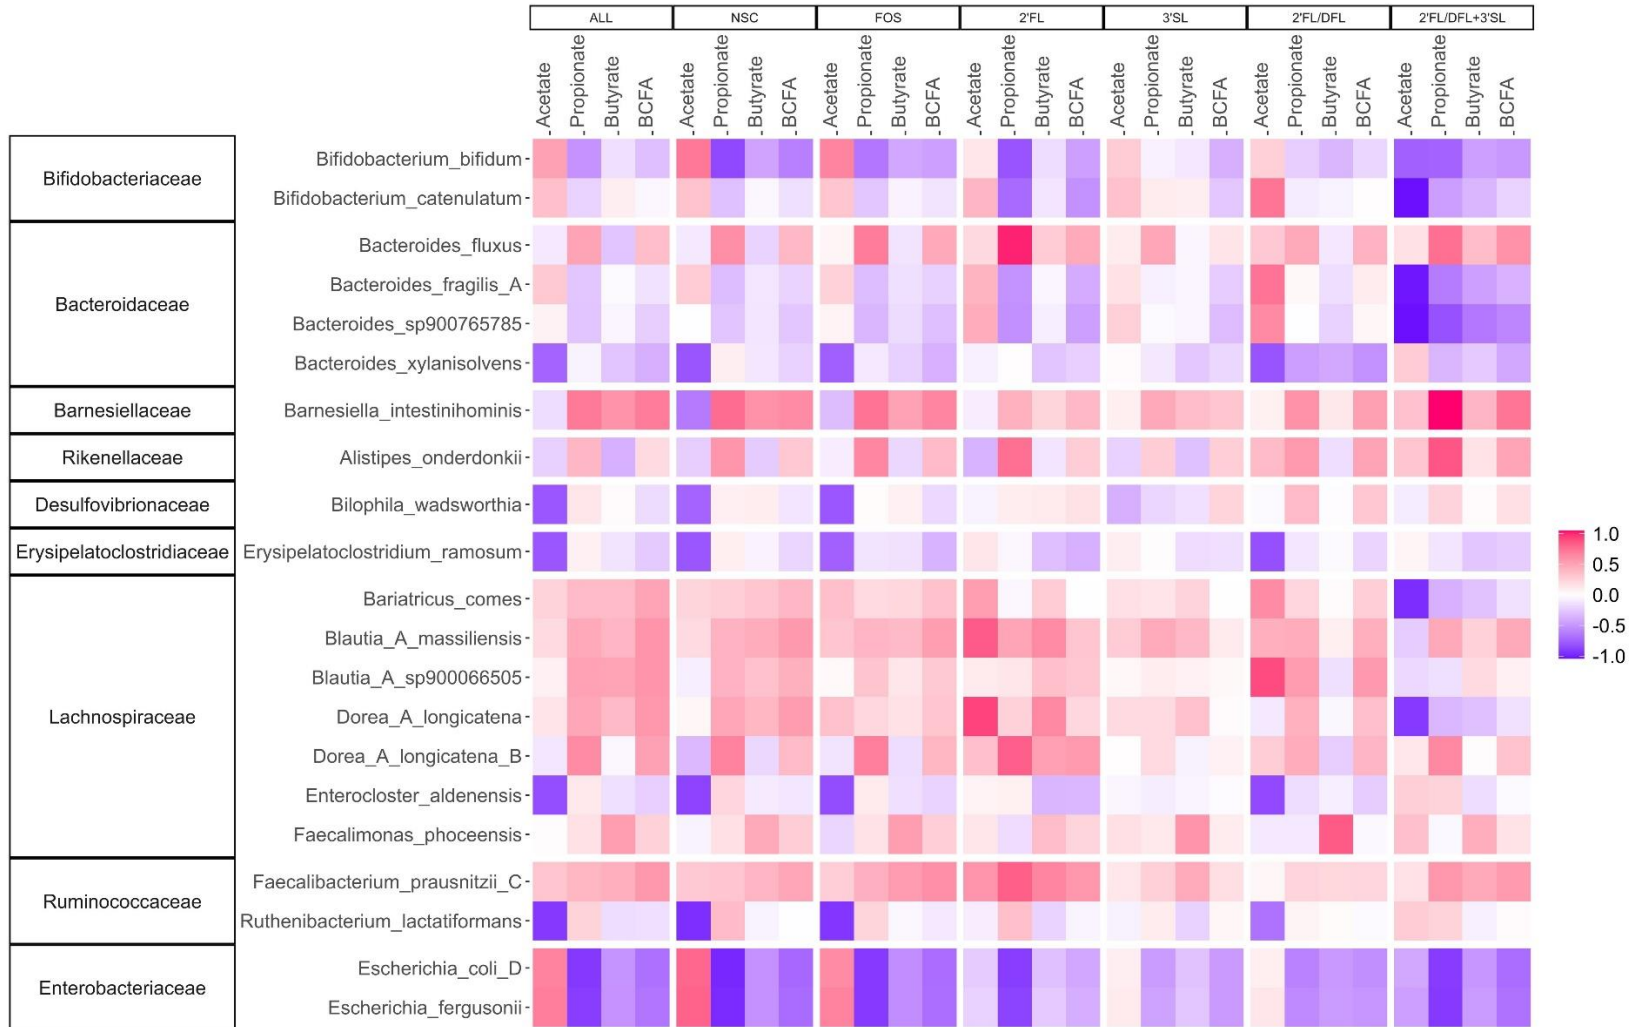 ALL NSC FOS 2'FL 3'SL 2'FL/DFL 2'FL/DFL+3'SL
Acetate Propionate Butyrate BCFA Acetate Propionate Butyrate BCFA Acetate Propionate Butyrate BCFA Acetate Propionate Butyrate BCFA Acetate Propionate Butyrate BCFA Acetate Propionate Butyrate BCFA Acetate Propionate Butyrate BCFA
Bifidobacteriaceae
Bifidobacterium_bifidum
Bifidobacterium_catenulatum
Bacteroidaceae
Bacteroides_fluxus
Bacteroides_fragilis_A
Bacteroides_sp900765785
Bacteroides_xylanisolvens
Barnesiellaceae
Barnesiella_intestinihominis
Rikenellaceae
Alistipes_onderdonkii
Desulfovibrionaceae
Bilophila_wadsworthia
Erysipelatoclostridiaceae
Erysipelatoclostridium_ramosum
Lachnospiraceae
Bariatricus_comes
Blautia_A_massiliensis
Blautia_A_sp900066505
Dorea_A_longicatena
Dorea_A_longicatena_B
Enterocloster_aldenensis
Faecalimonas_phoceensis
Ruminococcaceae
Faecalibacterium_prausnitzii_C
Ruthenibacterium_lactatiformans
Enterobacteriaceae
Escherichia_coli_D
Escherichia_fergusonii
1.0
0.5
0.0
-0.5
-1.0